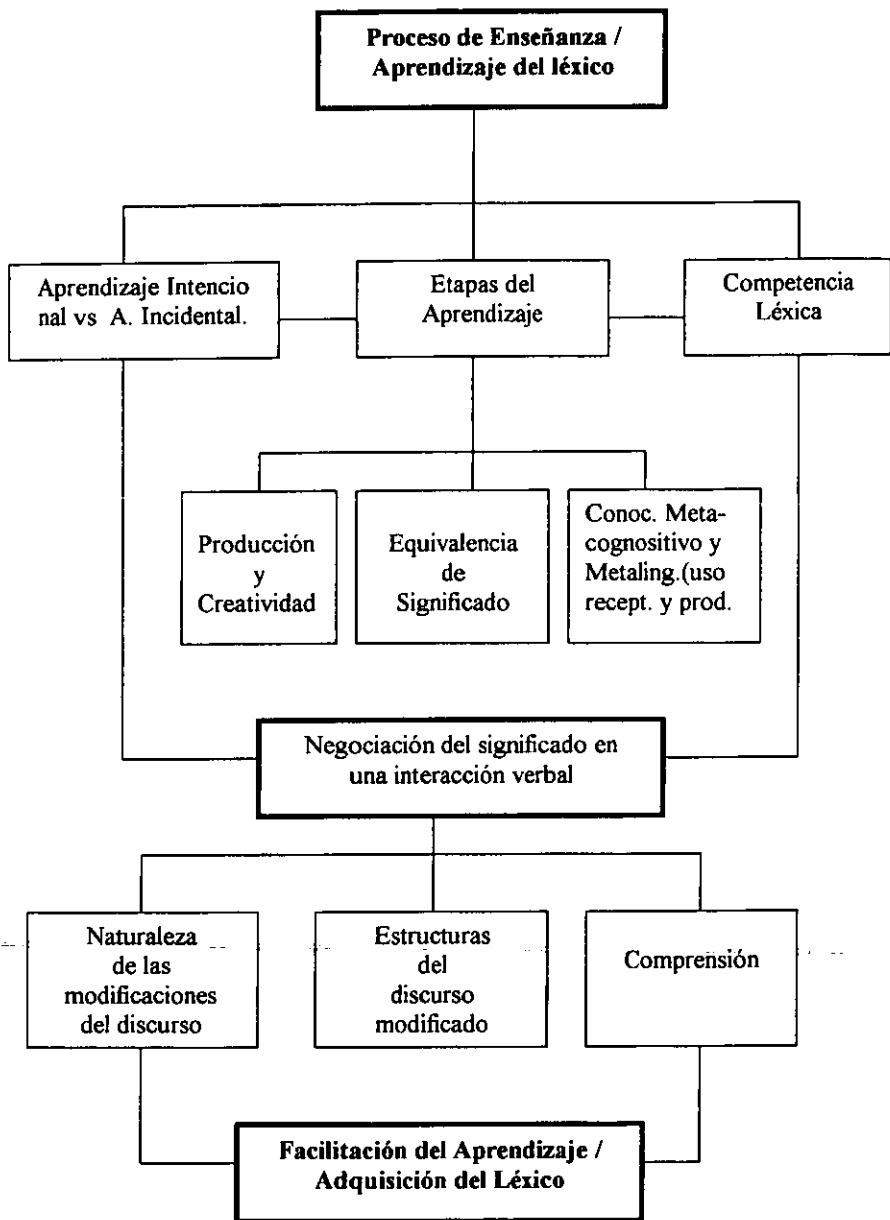 Proceso de Enseñanza /
Aprendizaje del léxico
Aprendizaje Intencio
nal vs A. Incidental.
Etapas del
Aprendizaje
Competencia
Léxica
Producción
y
Creatividad
Equivalencia
de
Significado
Conoc. Meta-
cognositivo y
Metaling.(uso
recept. y prod.
Negociación del significado en
una interacción verbal
Naturaleza
de las
modificaciones
del discurso
Estructuras
del
discurso
modificado
Comprensión
Facilitación del Aprendizaje /
Adquisición del Léxico